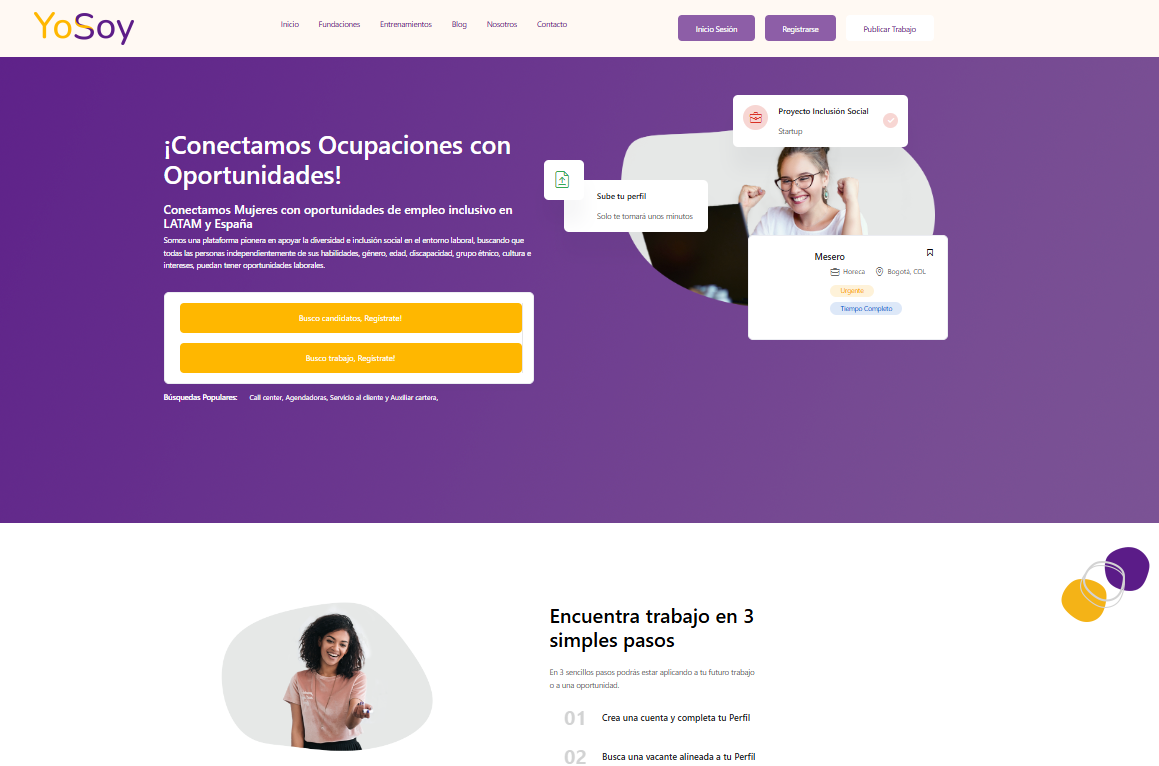 YoSoy
Inicio
Fundaciones
Entrenamientos
Blog
Nosotros
Contacto
Inicio Sesión
Registrarse
Publicar Trabajo
¡Conectamos Ocupaciones con
Oportunidades!
Conectamos Mujeres con oportunidades de empleo inclusivo en
LATAM y España
Somos una plataforma pionera en apoyar la diversidad e inclusión social en el entorno laboral, buscando que
todas las personas independientemente de sus habilidades, género, edad, discapacidad, grupo étnico, cultura e
intereses, puedan tener oportunidades laborales.
Busco candidatos, Regístrate!
Busco trabajo, Regístrate!
Búsquedas Populares:
Call center, Agendadoras, Servicio al cliente y Auxiliar cartera,
Proyecto Inclusión Social
Startup
Sube tu perfil
Solo te tomará unos minutos
Mesero
Horeca
Bogotá, COL
Urgente
Tiempo Completo
Encuentra trabajo en 3
simples pasos
En 3 sencillos pasos podrás estar aplicando a tu futuro trabajo
o a una oportunidad.
01
Crea una cuenta y completa tu Perfil
02
Busca una vacante alineada a tu Perfil